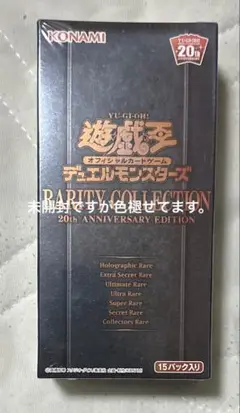 KONAMI
YU-GI-OH!
20th
YU-GI-OH!
遊戯王
オフィシャルカードゲーム
デュエルモンスターズ
RARITY COLLECTION
未開封ですが色褪せてます。
20th ANNIVERSARY EDITION
Holographic Rare
Extra Secret Rare
Ultimate Rare
Ultra Rare
Super Rare
Secret Rare
Collectors Rare
15パック入り